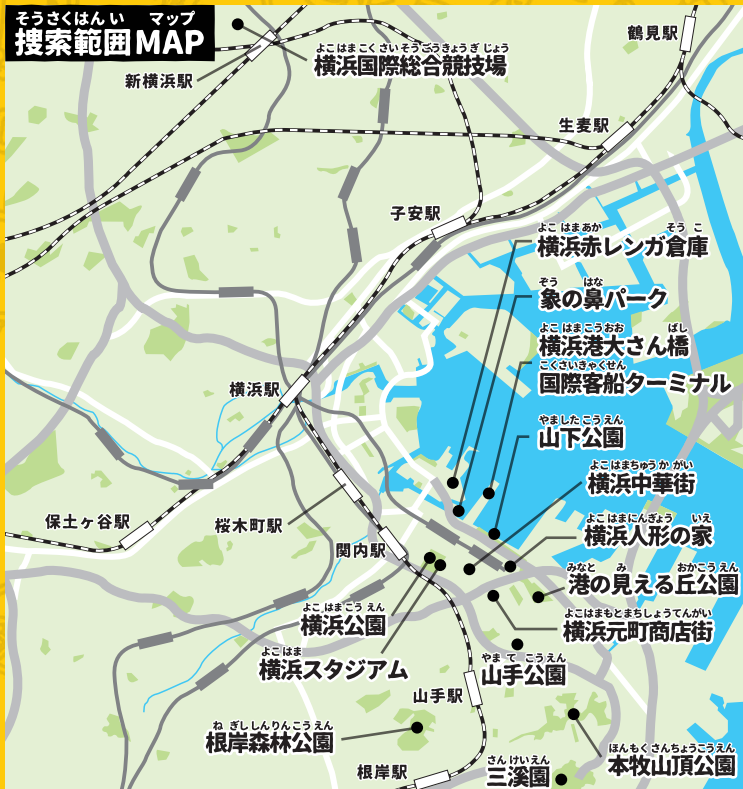 そうさくはんい マップ
捜索範囲MAP
鶴見駅
よこはまこくさいそうごうきょうぎじょう
横浜国際総合競技場
新横浜駅
生麦駅
子安駅
よこはまあか そうこ
横浜赤レンガ倉庫
ぞう はな
象の鼻パーク
よこはまこうおお ばし
横浜港大さん橋
こくさいきゃくせん
国際客船ターミナル
横浜駅
やましたこうえん
山下公園
よこはまちゅうかがい
横浜中華街
保土ヶ谷駅
桜木町駅
よこはまにんぎょう いえ
横浜人形の家
関内駅
みなと み おかこうえん
港の見える丘公園
よこはまこうえん
横浜公園
よこはまもとまちしょうてんがい
横浜元町商店街
よこはま
横浜スタジアム
やま て こうえん
山手公園
山手駅
ねぎししんりんこうえん
根岸森林公園
ほんもくさんちょうこうえん
本牧山頂公園
根岸駅
さんけいえん
三溪園